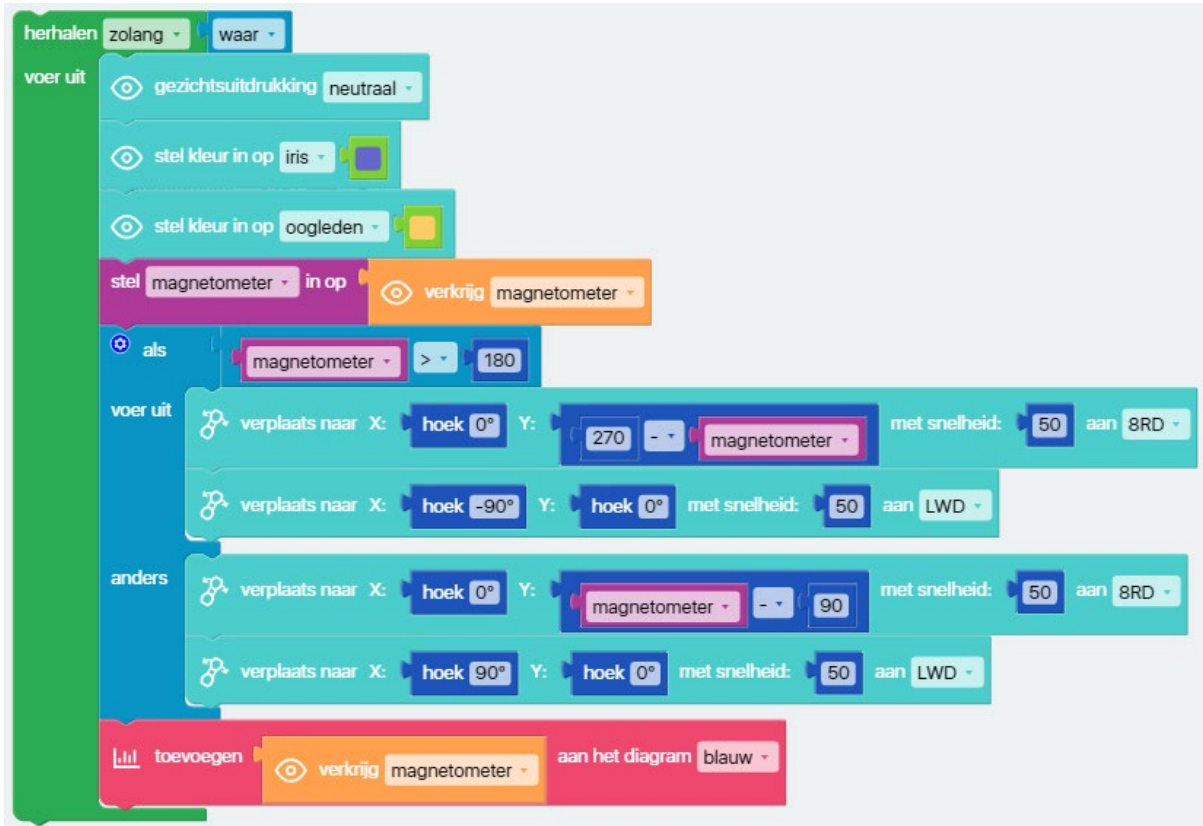 herhalen zolang waar
voer uit
gezichtsuitdrukking neutraal
stel kleur in op iris
stel kleur in op oogleden
stel magnetometer in op verkrijg magnetometer
als magnetometer > 180
voer uit verplaats naar X: hoek 0° Y: 270 - magnetometer met snelheid: 50 aan 8RD
verplaats naar X: hoek -90° Y: hoek 0° met snelheid: 50 aan LWD
anders verplaats naar X: hoek 0° Y: magnetometer - 90 met snelheid: 50 aan 8RD
verplaats naar X: hoek 90° Y: hoek 0° met snelheid: 50 aan LWD
toevoegen verkrijg magnetometer aan het diagram blauw